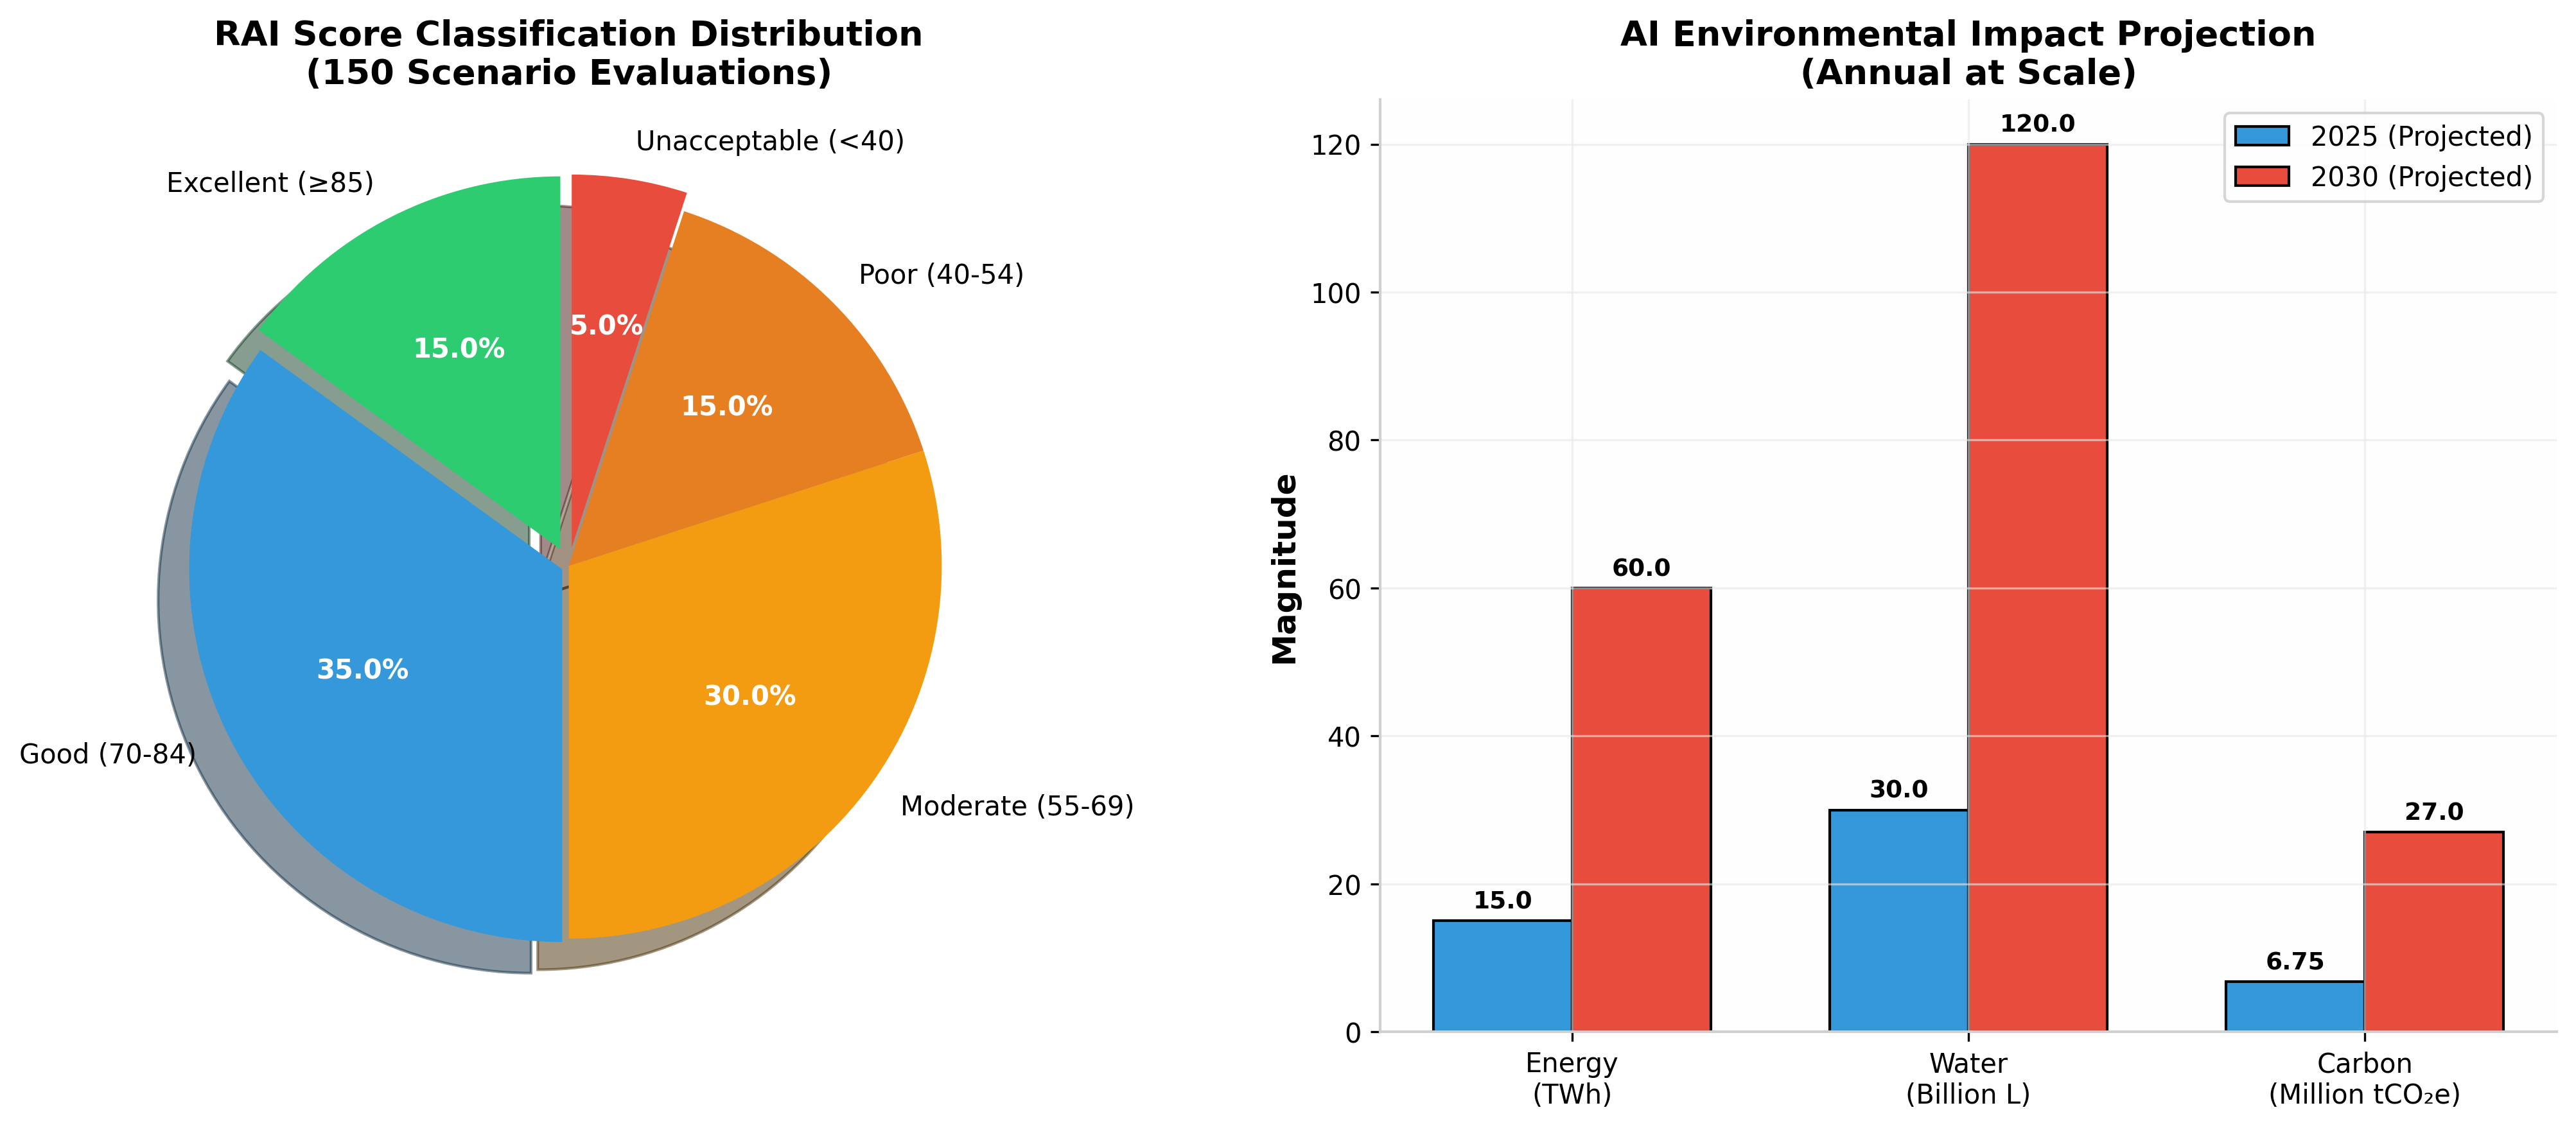 RAI Score Classification Distribution
(150 Scenario Evaluations)
Unacceptable (<40)
Excellent (≥85)
Poor (40-54)
5.0%
15.0%
15.0%
35.0%
30.0%
Good (70-84)
Moderate (55-69)
AI Environmental Impact Projection
(Annual at Scale)
2025 (Projected)
2030 (Projected)
Magnitude
120
100
80
60
40
20
0
15.0
60.0
30.0
120.0
6.75
27.0
Energy
(TWh)
Water
(Billion L)
Carbon
(Million tCO₂e)